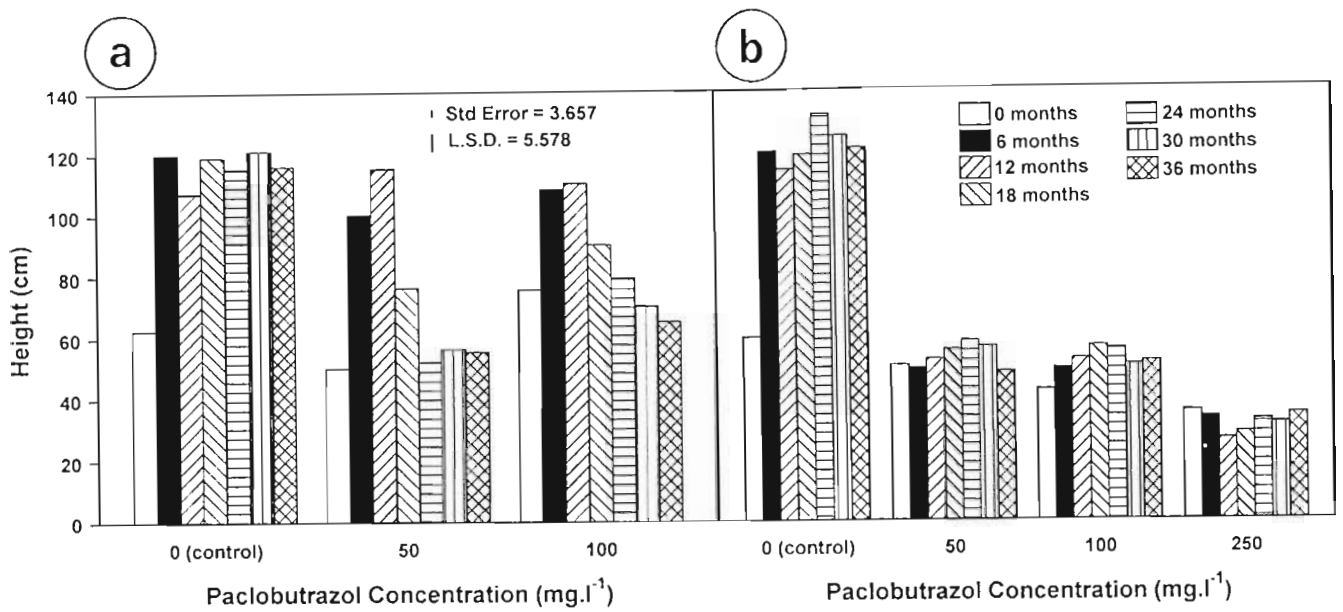 a
b
140
120
100
80
60
40
20
0
Height (cm)
Std Error = 3.657
L.S.D. = 5.578
0 months
6 months
12 months
18 months
24 months
30 months
36 months
0 (control)
50
100
0 (control)
50
100
250
Paclobutrazol Concentration (mg.l⁻¹)
Paclobutrazol Concentration (mg.l⁻¹)